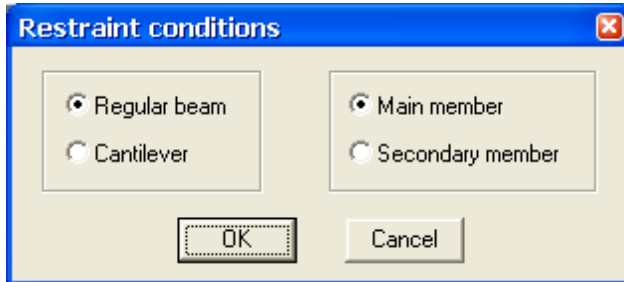 Restraint conditions
Regular beam
Cantilever
Main member
Secondary member
OK
Cancel